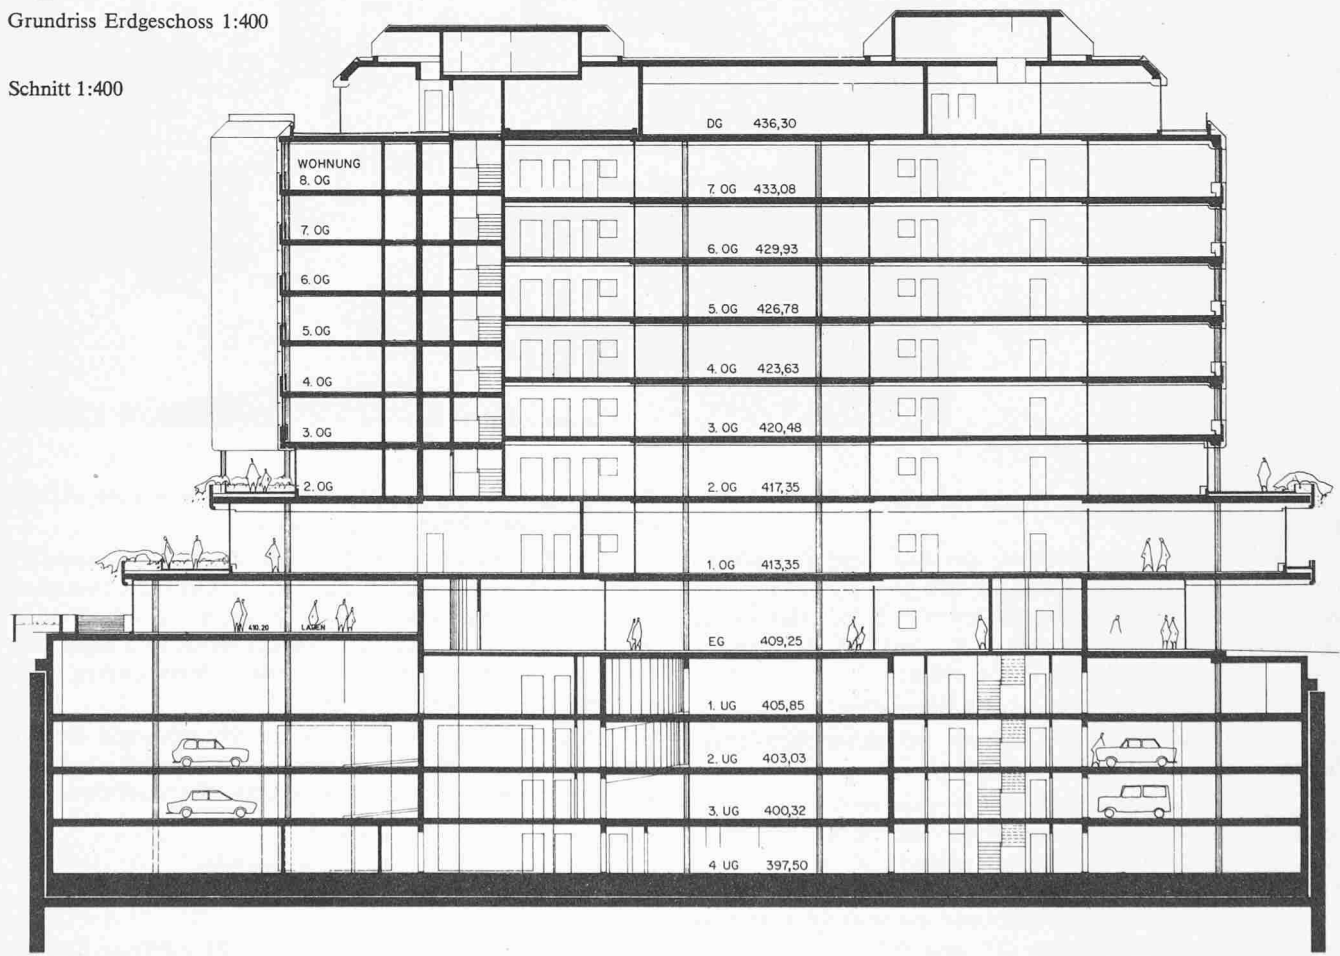 Grundriss Erdgeschoss 1:400
Schnitt 1:400
DG 436,30
WOHNUNG
8. OG
7. OG 433,08
7. OG
6. OG 429,93
6. OG
5. OG 426,78
5. OG
4. OG 423,63
4. OG
3. OG 420,48
3. OG
2. OG 417,35
2. OG
1. OG 413,35
410.20 LADEN
EG 409,25
1. UG 405,85
2. UG 403,03
3. UG 400,32
4 UG 397,50